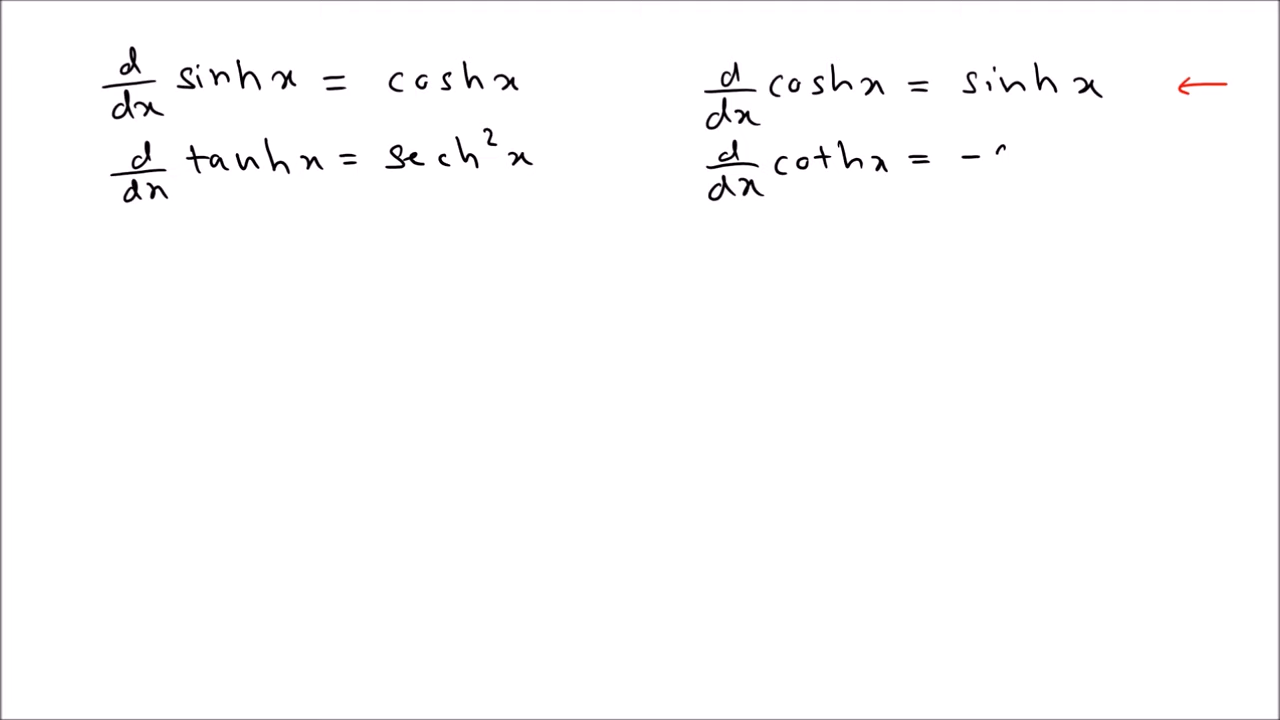 d/dx sinh x = cosh x
d/dx cosh x = sinh x ←
d/dx tanh x = sech² x
d/dx coth x = -